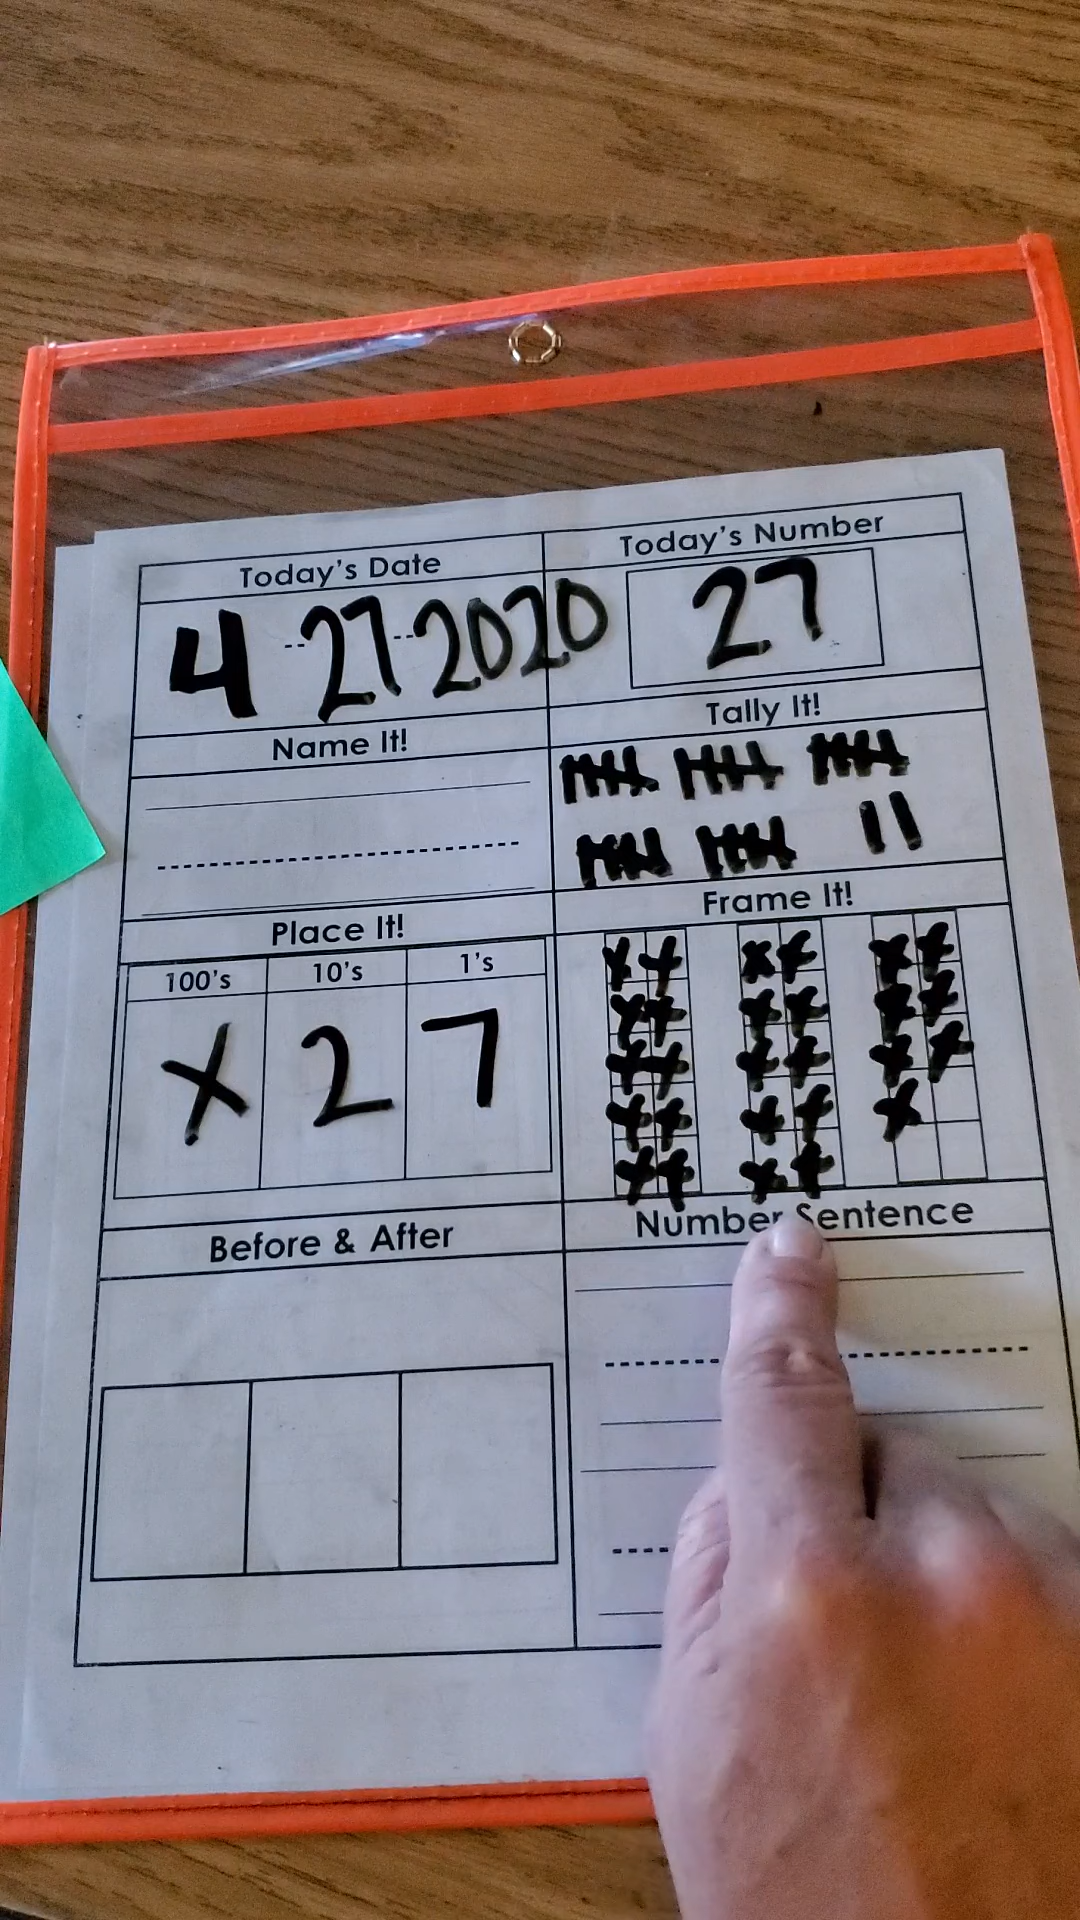 Today's Date
4 27 2020
Today's Number
27
Name It!
Tally It!
Place It!
100's 10's 1's
X 2 7
Frame It!
Before & After
Number Sentence